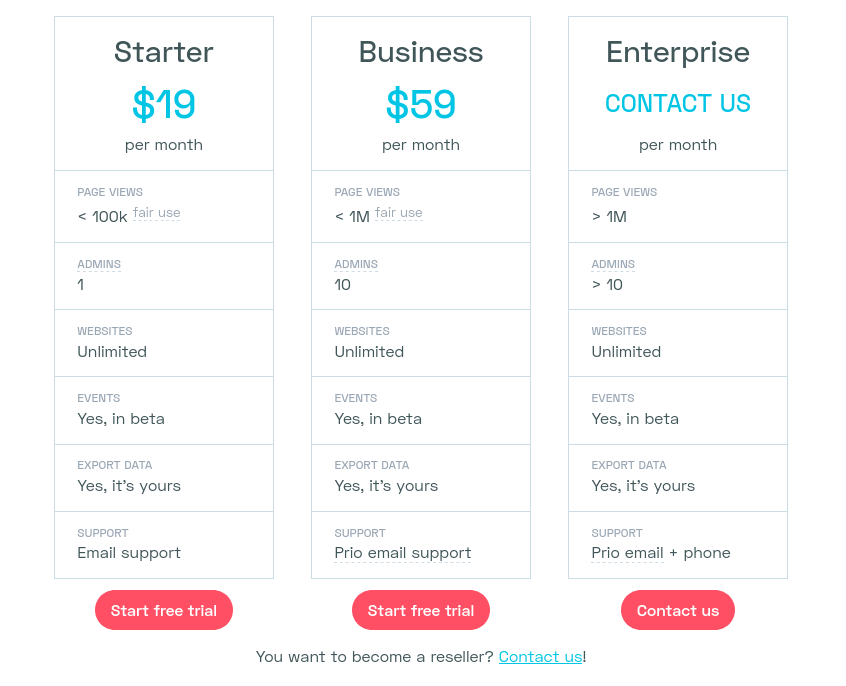 Starter
$19
per month
PAGE VIEWS
< 100k fair use
ADMINS
1
WEBSITES
Unlimited
EVENTS
Yes, in beta
EXPORT DATA
Yes, it’s yours
SUPPORT
Email support
Start free trial
Business
$59
per month
PAGE VIEWS
< 1M fair use
ADMINS
10
WEBSITES
Unlimited
EVENTS
Yes, in beta
EXPORT DATA
Yes, it’s yours
SUPPORT
Prio email support
Start free trial
Enterprise
CONTACT US
per month
PAGE VIEWS
> 1M
ADMINS
> 10
WEBSITES
Unlimited
EVENTS
Yes, in beta
EXPORT DATA
Yes, it’s yours
SUPPORT
Prio email + phone
Contact us
You want to become a reseller? Contact us!